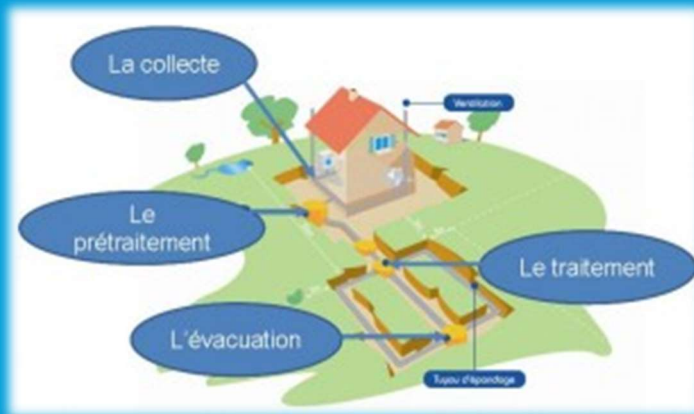 La collecte
Ventilation
Le
prétraitement
Le traitement
L'évacuation
Tuyau d'épandage